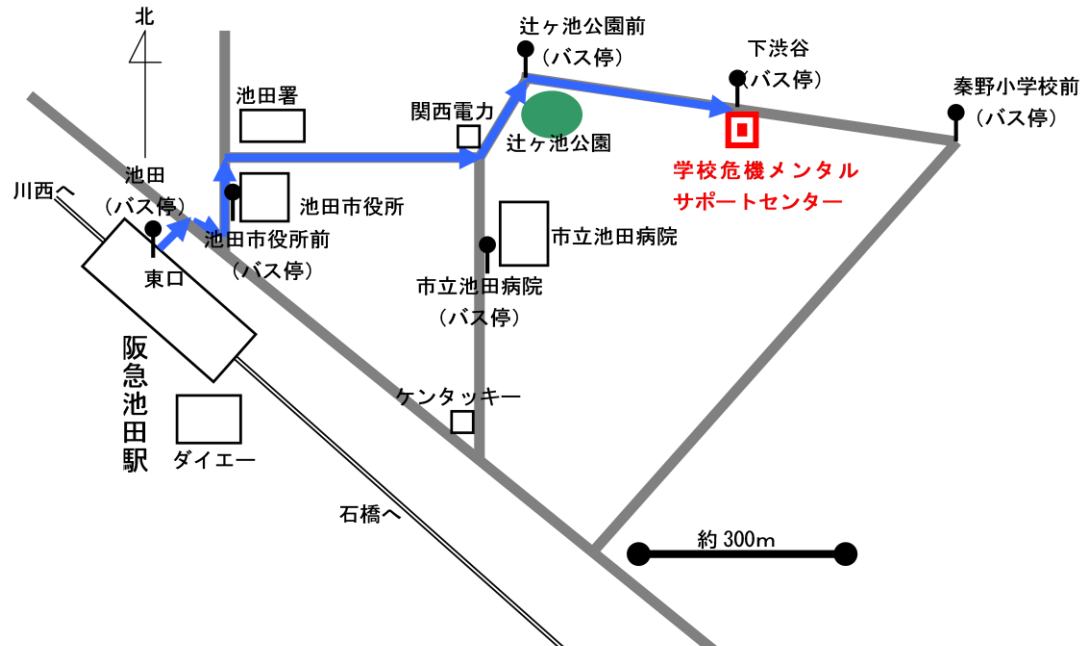 北
辻ヶ池公園前
（バス停）
下渋谷
（バス停）
秦野小学校前
（バス停）
池田署
関西電力
辻ヶ池公園
学校危機メンタル
サポートセンター
川西へ
池田
（バス停）
池田市役所
池田市役所前
（バス停）
市立池田病院
東口
市立池田病院
（バス停）
阪急池田駅
ケンタッキー
ダイエー
石橋へ
約300m